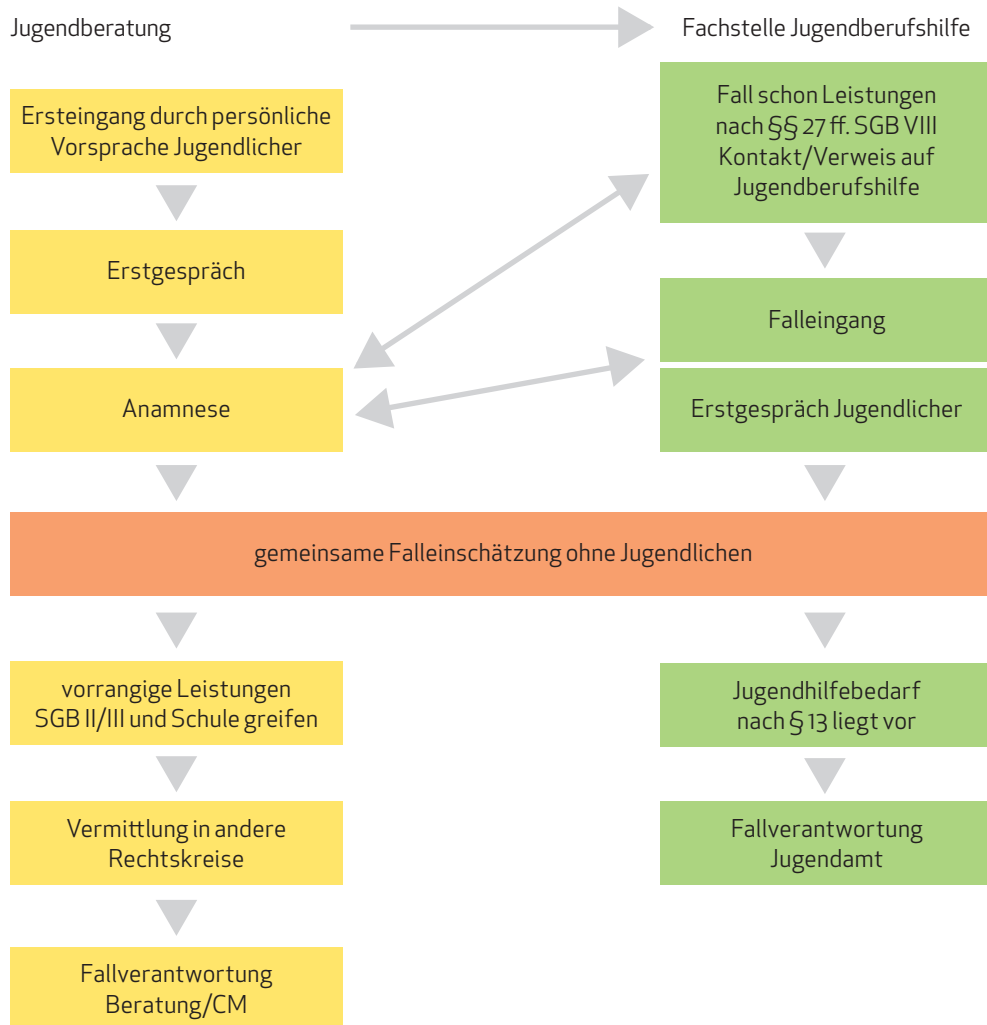 Jugendberatung
Fachstelle Jugendberufshilfe
Ersteingang durch persönliche
Vorsprache Jugendlicher
Erstgespräch
Anamnese
Fall schon Leistungen
nach §§ 27 ff. SGB VIII
Kontakt/Verweis auf
Jugendberufshilfe
Falleingang
Erstgespräch Jugendlicher
gemeinsame Falleinschätzung ohne Jugendlichen
vorrangige Leistungen
SGB II/III und Schule greifen
Vermittlung in andere
Rechtskreise
Fallverantwortung
Beratung/CM
Jugendhilfebedarf
nach § 13 liegt vor
Fallverantwortung
Jugendamt